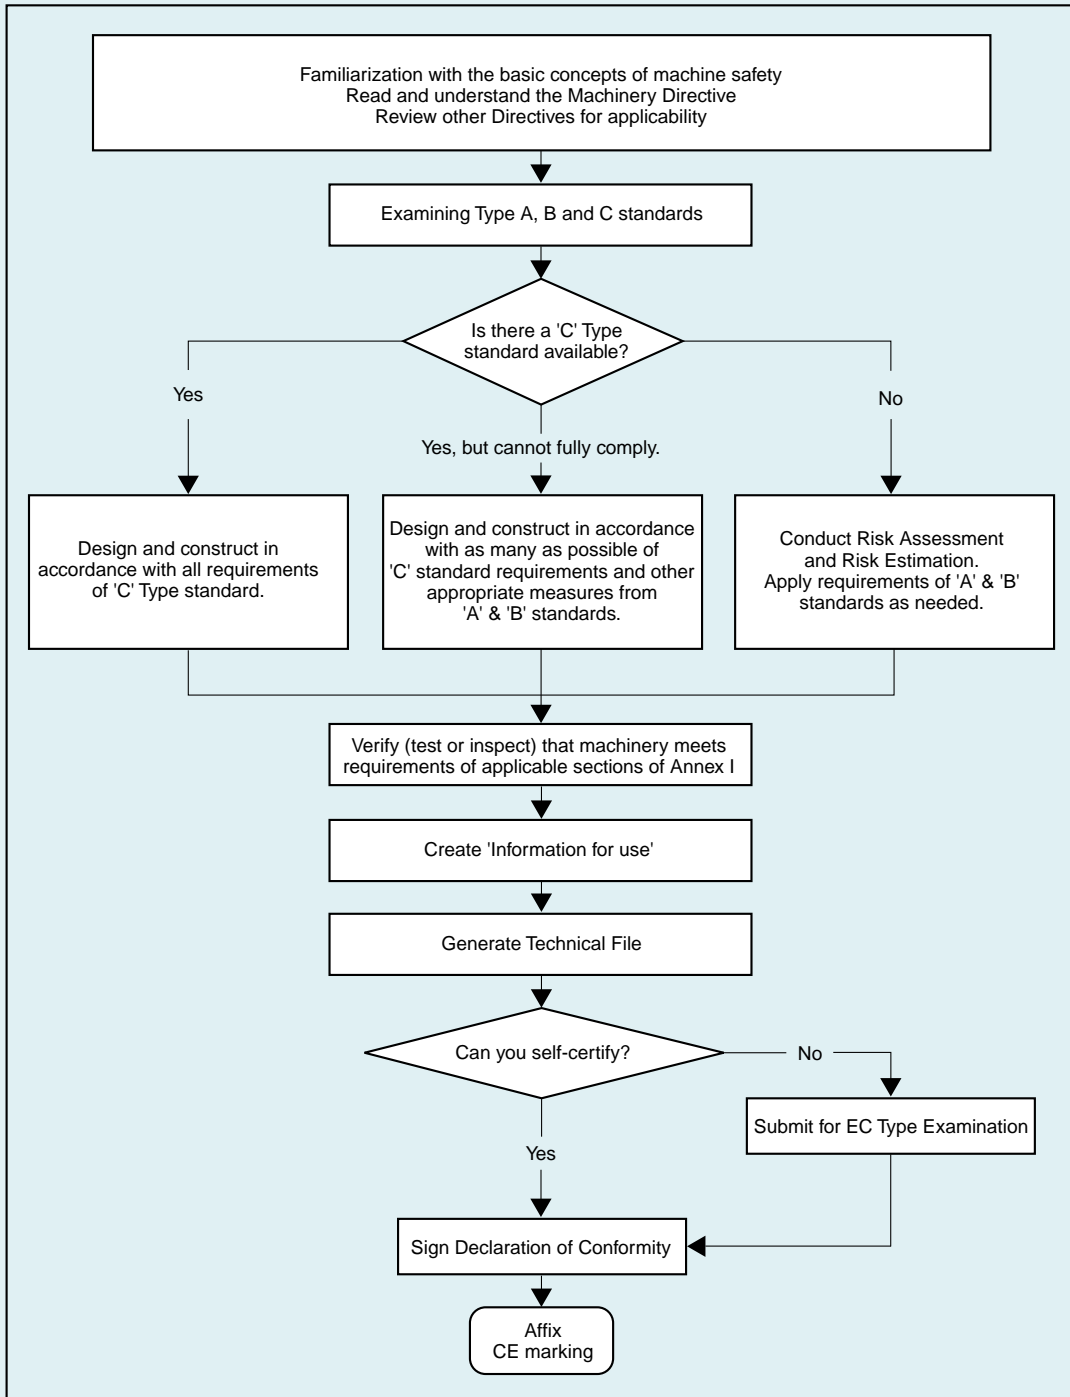 Familiarization with the basic concepts of machine safety
Read and understand the Machinery Directive
Review other Directives for applicability
Examining Type A, B and C standards
Is there a 'C' Type
standard available?
Yes
Yes, but cannot fully comply.
No
Design and construct in
accordance with all requirements
of 'C' Type standard.
Design and construct in accordance
with as many as possible of
'C' standard requirements and other
appropriate measures from
'A' & 'B' standards.
Conduct Risk Assessment
and Risk Estimation.
Apply requirements of 'A' & 'B'
standards as needed.
Verify (test or inspect) that machinery meets
requirements of applicable sections of Annex I
Create 'Information for use'
Generate Technical File
Can you self-certify?
No
Submit for EC Type Examination
Yes
Sign Declaration of Conformity
Affix
CE marking